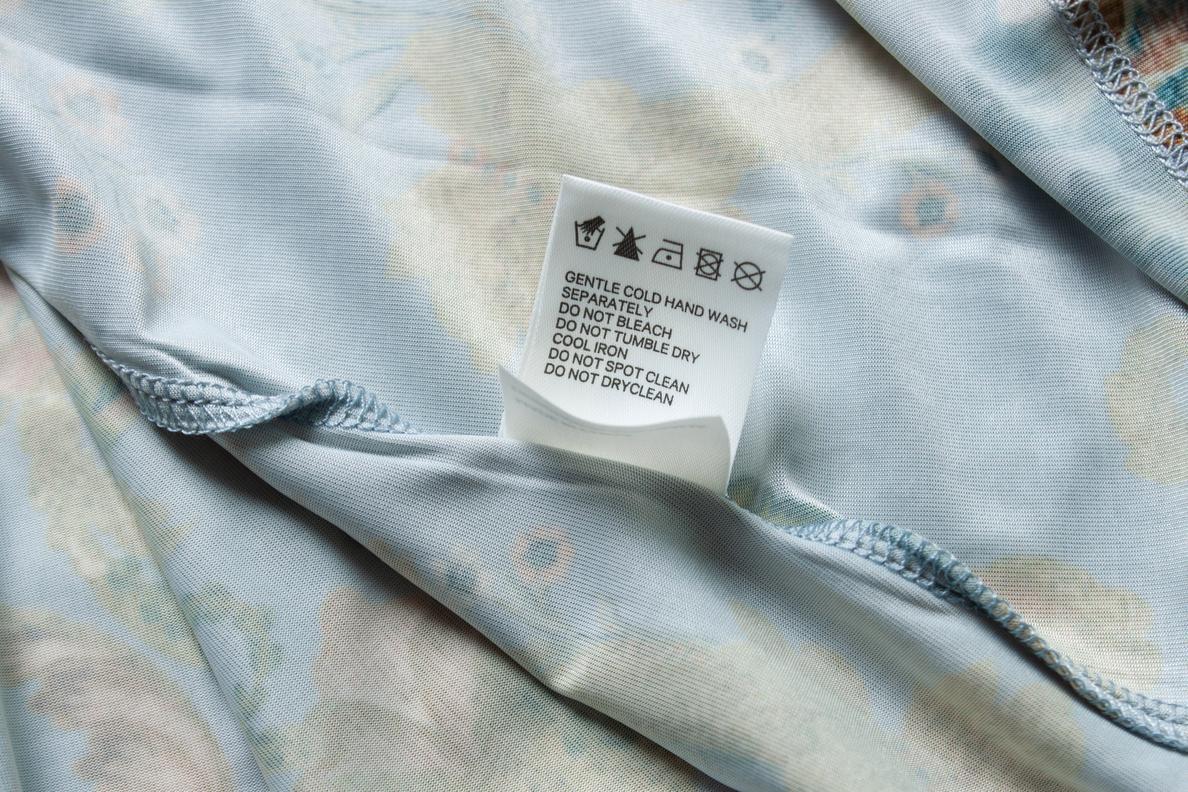 GENTLE COLD HAND WASH
SEPARATELY
DO NOT BLEACH
DO NOT TUMBLE DRY
COOL IRON
DO NOT SPOT CLEAN
DO NOT DRYCLEAN